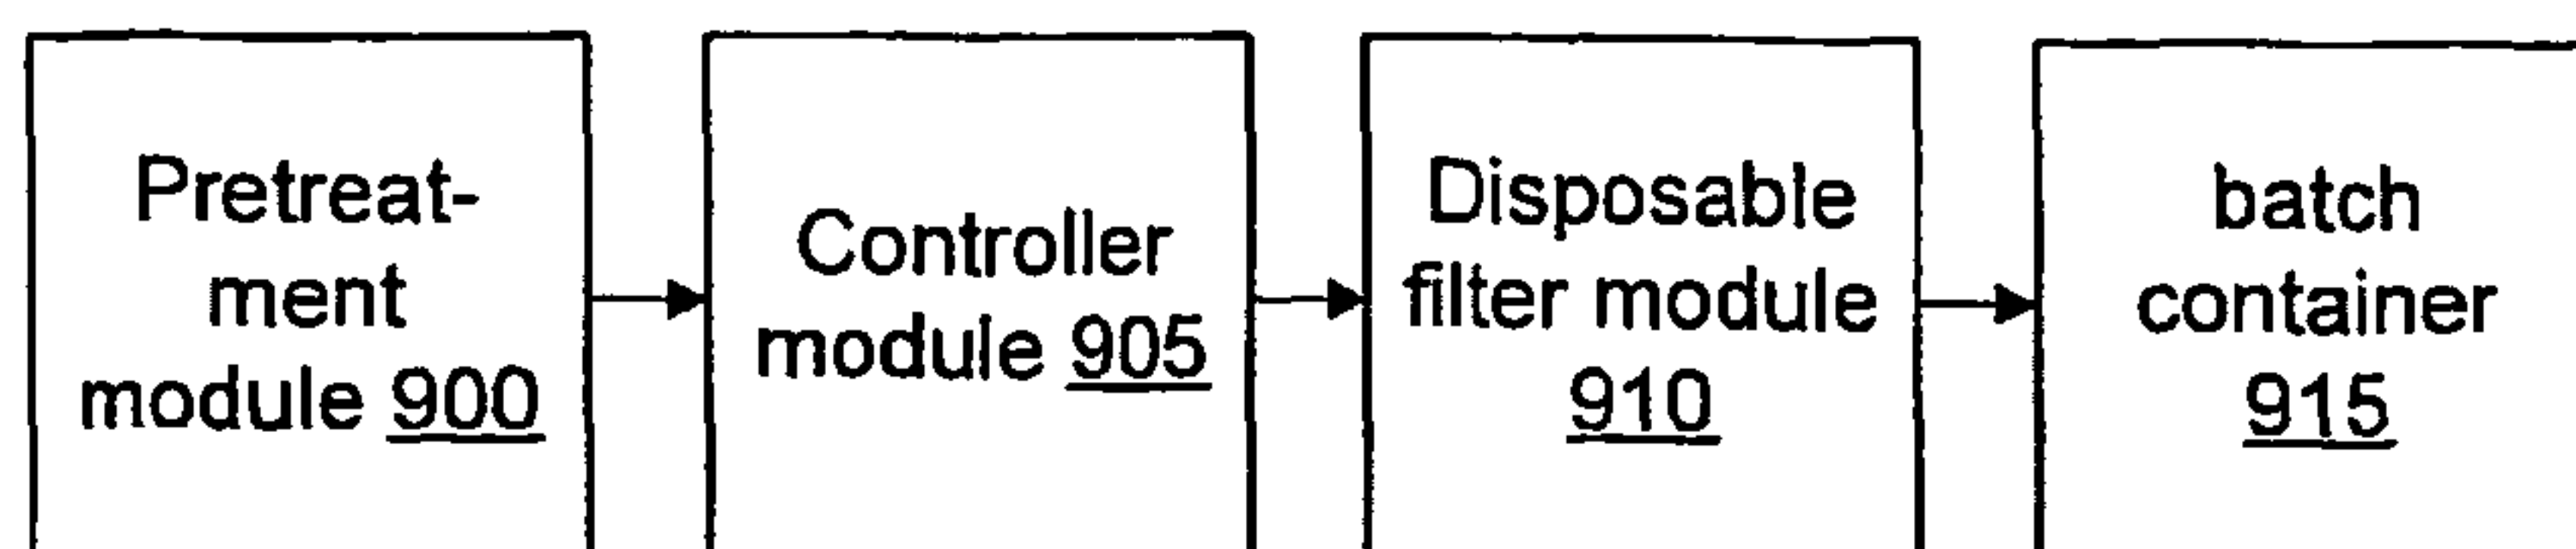 Pretreat-
ment
module 900
Controller
module 905
Disposable
filter module
910
batch
container
915